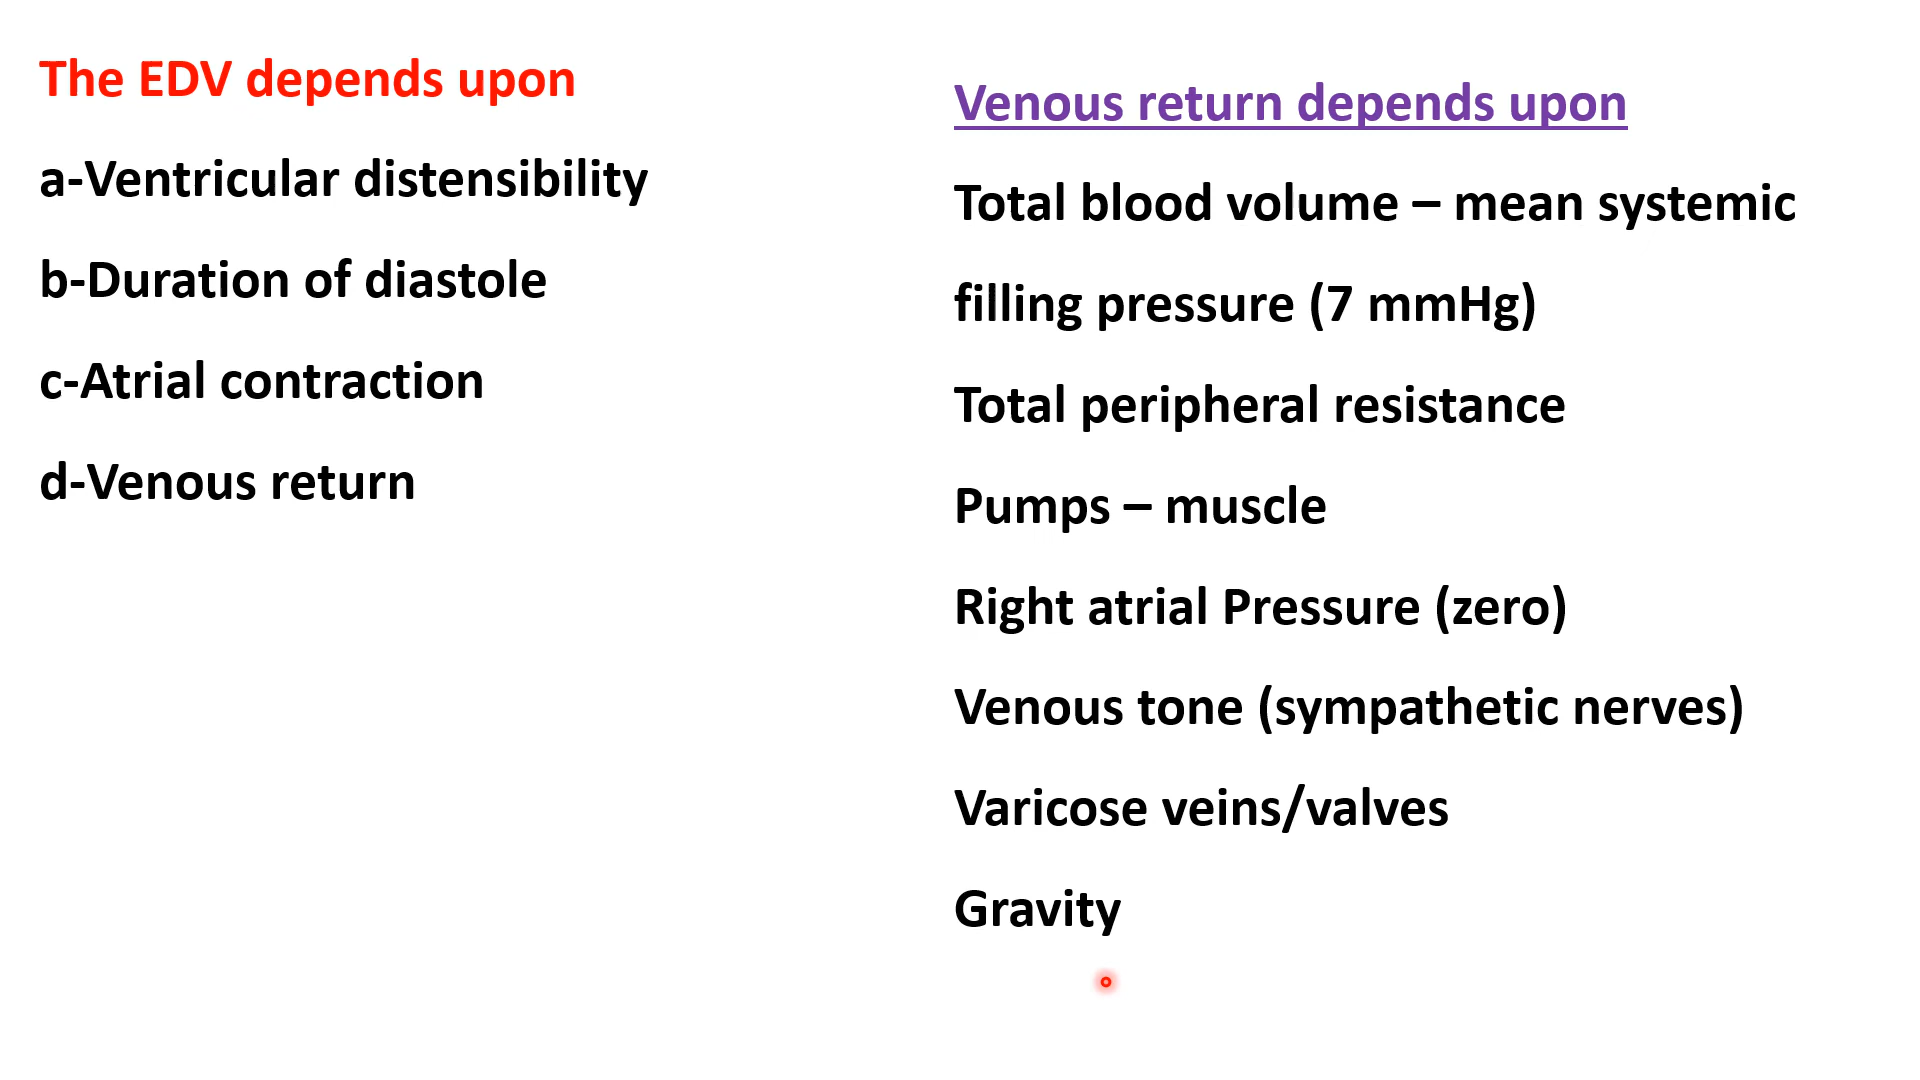 The EDV depends upon
a-Ventricular distensibility
b-Duration of diastole
c-Atrial contraction
d-Venous return
Venous return depends upon
Total blood volume – mean systemic
filling pressure (7 mmHg)
Total peripheral resistance
Pumps – muscle
Right atrial Pressure (zero)
Venous tone (sympathetic nerves)
Varicose veins/valves
Gravity